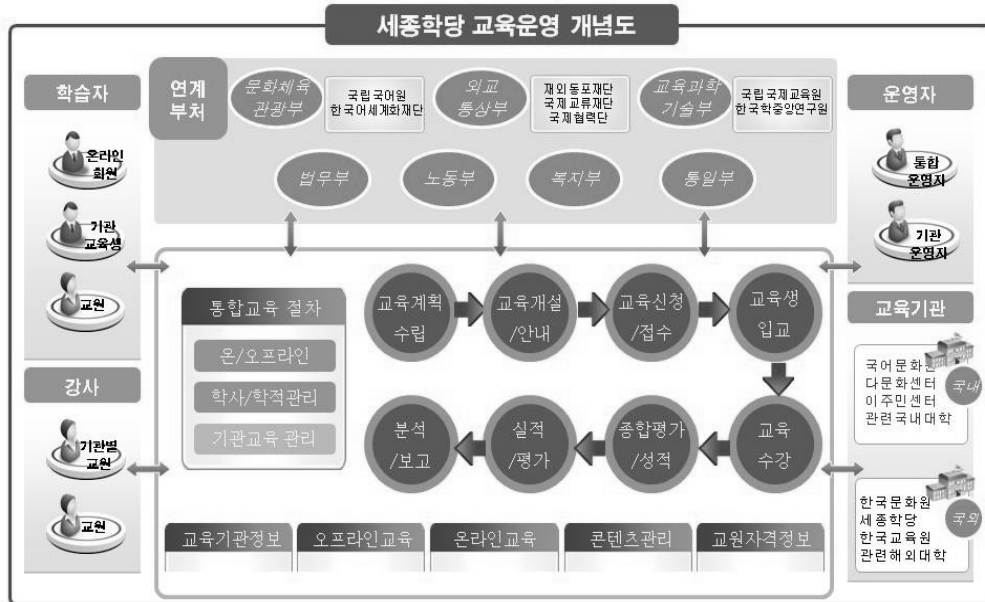 세종학당 교육운영 개념도
학습자
온라인
회원
기관
교육생
교원
강사
기관별
교원
교원
연계
부처
문화체육
관광부
국립국어원
한국어세계화재단
외교
통상부
재외동포재단
국제교류재단
국제협력단
교육과학
기술부
국립국제교육원
한국학중앙연구원
법무부
노동부
복지부
통일부
통합교육 절차
온/오프라인
학사/학적관리
기관교육 관리
교육계획
수립
교육개설
/안내
교육신청
/접수
교육생
입교
교육
수강
종합평가
/성적
실적
/평가
분석
/보고
교육기관정보
오프라인교육
온라인교육
콘텐츠관리
교원자격정보
운영자
통합
운영자
기관
운영자
교육기관
국어문화원
다문화센터
이주민센터
관련국내대학
국내
한국문화원
세종학당
한국교육원
관련해외대학
국외